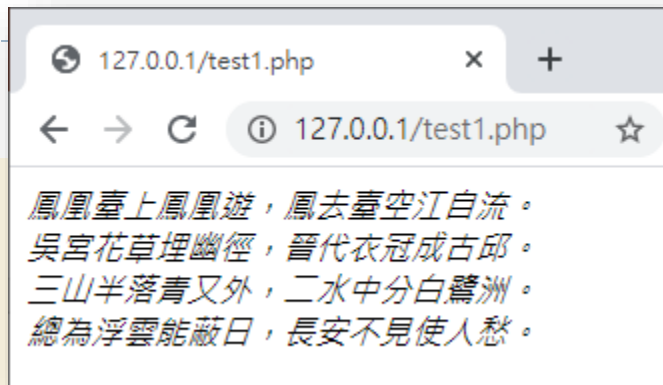 127.0.0.1/test1.php
127.0.0.1/test1.php
鳳凰臺上鳳凰遊，鳳去臺空江自流。
吳宮花草埋幽徑，晉代衣冠成古邱。
三山半落青又外，二水中分白鷺洲。
總為浮雲能蔽日，長安不見使人愁。